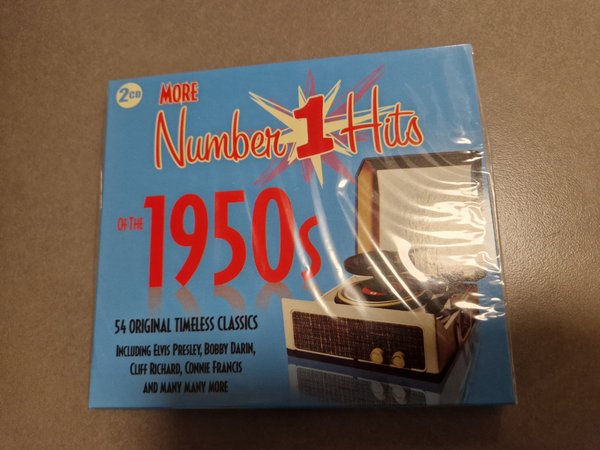 2CD
MORE
Number 1 Hits
OF THE 1950s
54 ORIGINAL TIMELESS CLASSICS
INCLUDING ELVIS PRESLEY, BOBBY DARIN,
CLIFF RICHARD, CONNIE FRANCIS
AND MANY MANY MORE